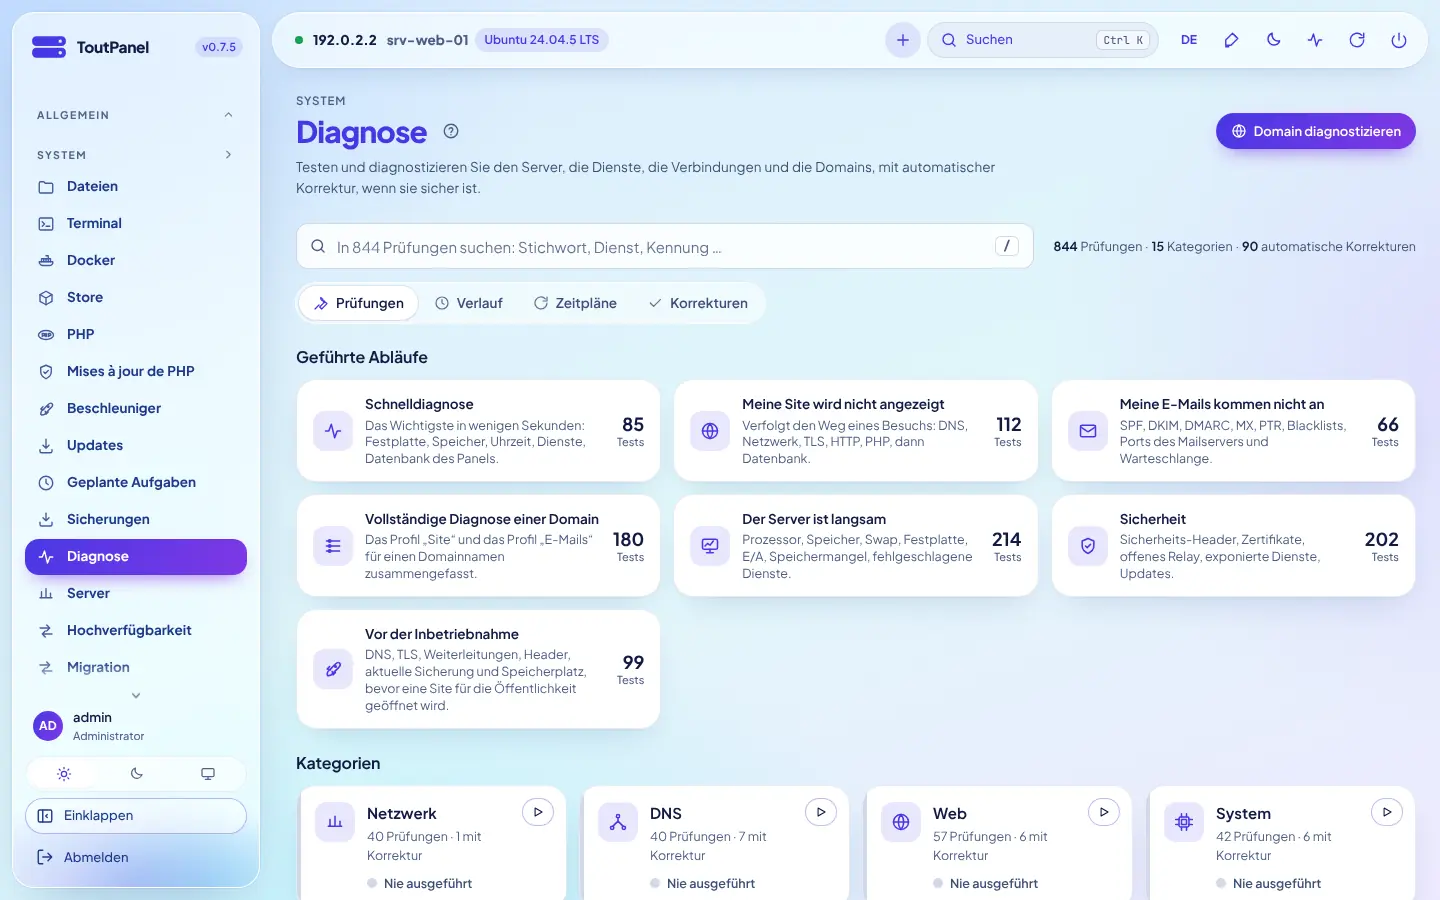 ToutPanel
v0.7.5
192.0.2.2 srv-web-01 Ubuntu 24.04.5 LTS
Suchen
Ctrl K
DE
ALLGEMEIN
SYSTEM
Dateien
Terminal
Docker
Store
PHP
Mises à jour de PHP
Beschleuniger
Updates
Geplante Aufgaben
Sicherungen
Diagnose
Server
Hochverfügbarkeit
Migration
AD
admin
Administrator
Einklappen
Abmelden
SYSTEM
Diagnose
Testen und diagnostizieren Sie den Server, die Dienste, die Verbindungen und die Domains, mit automatischer
Korrektur, wenn sie sicher ist.
Domain diagnostizieren
In 844 Prüfungen suchen: Stichwort, Dienst, Kennung ...
/
844 Prüfungen · 15 Kategorien · 90 automatische Korrekturen
Prüfungen
Verlauf
Zeitpläne
Korrekturen
Geführte Abläufe
Schnelldiagnose
Das Wichtigste in wenigen Sekunden:
Festplatte, Speicher, Uhrzeit, Dienste,
Datenbank des Panels.
85
Tests
Meine Site wird nicht angezeigt
Verfolgt den Weg eines Besuchs: DNS,
Netzwerk, TLS, HTTP, PHP, dann
Datenbank.
112
Tests
Meine E-Mails kommen nicht an
SPF, DKIM, DMARC, MX, PTR, Blacklists,
Ports des Mailservers und
Warteschlange.
66
Tests
Vollständige Diagnose einer Domain
Das Profil „Site“ und das Profil „E-Mails“
für einen Domainnamen
zusammengefasst.
180
Tests
Der Server ist langsam
Prozessor, Speicher, Swap, Festplatte,
E/A, Speichermangel, fehlgeschlagene
Dienste.
214
Tests
Sicherheit
Sicherheits-Header, Zertifikate,
offenes Relay, exponierte Dienste,
Updates.
202
Tests
Vor der Inbetriebnahme
DNS, TLS, Weiterleitungen, Header,
aktuelle Sicherung und Speicherplatz,
bevor eine Site für die Öffentlichkeit
geöffnet wird.
99
Tests
Kategorien
Netzwerk
40 Prüfungen · 1 mit
Korrektur
Nie ausgeführt
DNS
40 Prüfungen · 7 mit
Korrektur
Nie ausgeführt
Web
57 Prüfungen · 6 mit
Korrektur
Nie ausgeführt
System
42 Prüfungen · 6 mit
Korrektur
Nie ausgeführt